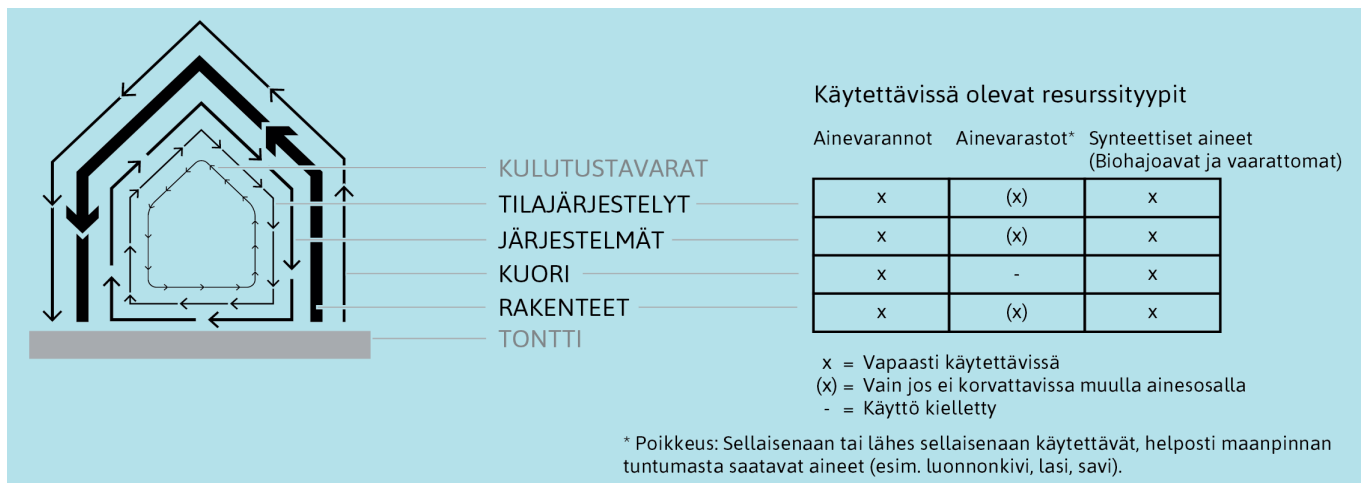 KULUTUSTAVARAT
TILAJÄRJESTELYT
JÄRJESTELMÄT
KUORI
RAKENTEET
TONTTI
Käytettävissä olevat resurssityypit
Ainevarannot Ainevarastot* Synteettiset aineet
(Biohajoavat ja vaarattomat)
x (x) x
x (x) x
x - x
x (x) x
x = Vapaasti käytettävissä
(x) = Vain jos ei korvattavissa muulla ainesosalla
- = Käyttö kielletty
* Poikkeus: Sellaisenaan tai lähes sellaisenaan käytettävät, helposti maanpinnan
tuntumasta saatavat aineet (esim. luonnonkivi, lasi, savi).